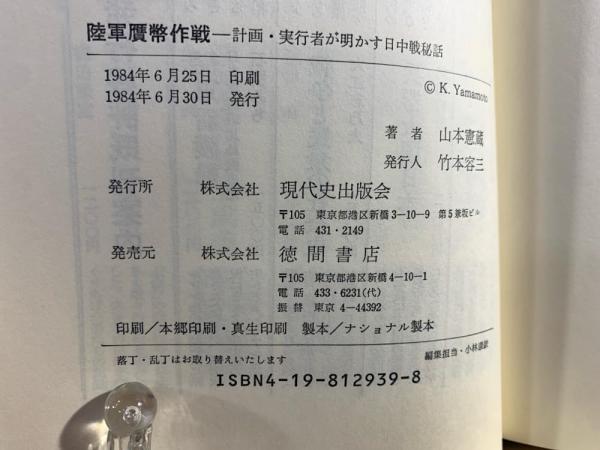 陸軍贋幣作戦―計画・実行者が明かす日中戦秘話
1984年6月25日 印刷
1984年6月30日 発行
© K. Yamamoto
著者 山本憲蔵
発行人 竹本容三
発行所 株式会社 現代史出版会
〒105 東京都港区新橋3-10-9 第5兼坂ビル
電話 431・2149
発売元 株式会社 徳間書店
〒105 東京都港区新橋4-10-1
電話 433・6231(代)
振替 東京 4-44392
印刷/本郷印刷・真生印刷 製本/ナショナル製本
落丁・乱丁はお取り替えいたします
編集担当・小林
ISBN4-19-812939-8